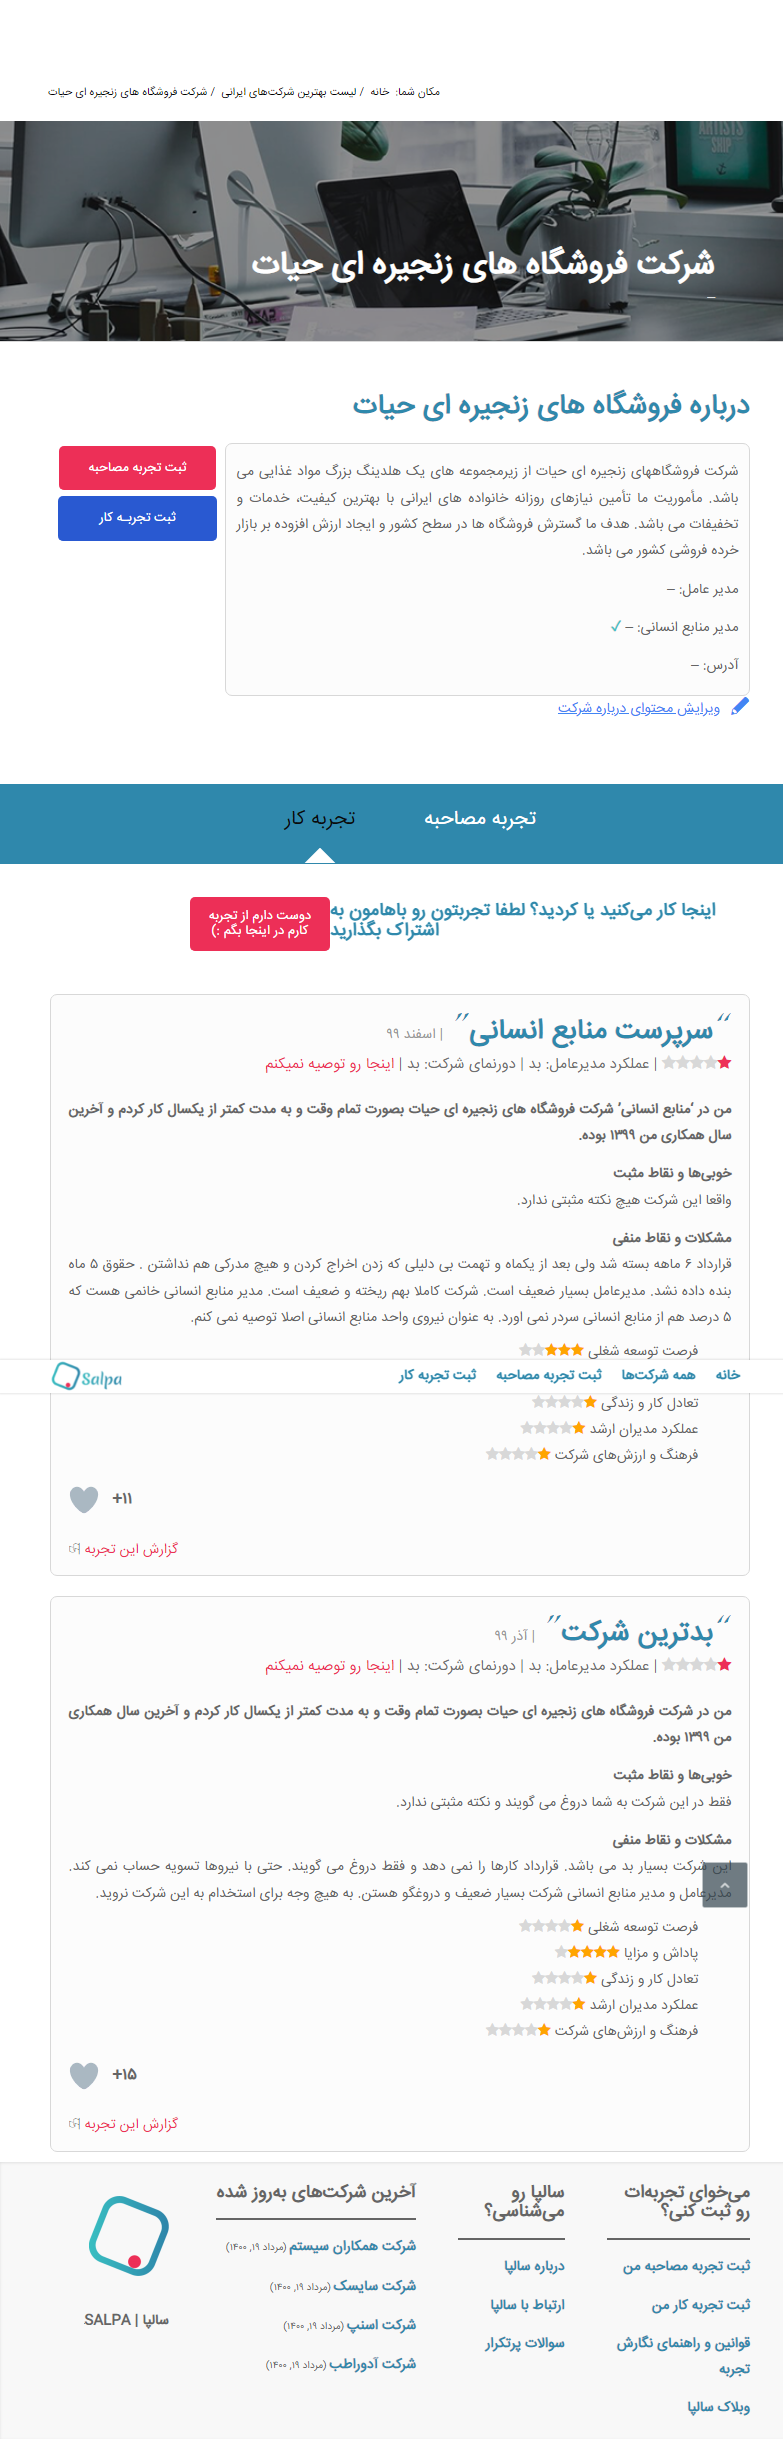 مکان شما: خانه / لیست بهترین شرکت‌های ایرانی / شرکت فروشگاه های زنجیره ای حیات
ARTISTS
SHIP
شرکت فروشگاه های زنجیره ای حیات
–
درباره فروشگاه های زنجیره ای حیات
شرکت فروشگاههای زنجیره ای حیات از زیرمجموعه های یک هلدینگ بزرگ مواد غذایی می
باشد. مأموریت ما تأمین نیازهای روزانه خانواده های ایرانی با بهترین کیفیت، خدمات و
تخفیفات می باشد. هدف ما گسترش فروشگاه ها در سطح کشور و ایجاد ارزش افزوده بر بازار
خرده فروشی کشور می باشد.
مدیر عامل: –
مدیر منابع انسانی: – ✓
آدرس: –
ثبت تجربه مصاحبه
ثبت تجربـه کار
ویرایش محتوای درباره شرکت
تجربه مصاحبه
تجربه کار
اینجا کار می‌کنید یا کردید؟ لطفا تجربتون رو باهامون به
اشتراک بگذارید
دوست دارم از تجربه
کارم در اینجا بگم :)
“سرپرست منابع انسانی” | اسفند ۹۹
| عملکرد مدیرعامل: بد | دورنمای شرکت: بد | اینجا رو توصیه نمیکنم
من در ‘منابع انسانی’ شرکت فروشگاه های زنجیره ای حیات بصورت تمام وقت و به مدت کمتر از یکسال کار کردم و آخرین
سال همکاری من ۱۳۹۹ بوده.
خوبی‌ها و نقاط مثبت
واقعا این شرکت هیچ نکته مثبتی ندارد.
مشکلات و نقاط منفی
قرارداد ۶ ماهه بسته شد ولی بعد از یکماه و تهمت بی دلیلی که زدن اخراج کردن و هیچ مدرکی هم نداشتن . حقوق ۵ ماه
بنده داده نشد. مدیرعامل بسیار ضعیف است. شرکت کاملا بهم ریخته و ضعیف است. مدیر منابع انسانی خانمی هست که
۵ درصد هم از منابع انسانی سردر نمی اورد. به عنوان نیروی واحد منابع انسانی اصلا توصیه نمی کنم.
فرصت توسعه شغلی
خانه
همه شرکت‌ها
ثبت تجربه مصاحبه
ثبت تجربه کار
Salpa
تعادل کار و زندگی
عملکرد مدیران ارشد
فرهنگ و ارزش‌های شرکت
+۱۱
گزارش این تجربه
“بدترین شرکت” | آذر ۹۹
| عملکرد مدیرعامل: بد | دورنمای شرکت: بد | اینجا رو توصیه نمیکنم
من در شرکت فروشگاه های زنجیره ای حیات بصورت تمام وقت و به مدت کمتر از یکسال کار کردم و آخرین سال همکاری
من ۱۳۹۹ بوده.
خوبی‌ها و نقاط مثبت
فقط در این شرکت به شما دروغ می گویند و نکته مثبتی ندارد.
مشکلات و نقاط منفی
این شرکت بسیار بد می باشد. قرارداد کارها را نمی دهد و فقط دروغ می گویند. حتی با نیروها تسویه حساب نمی کند.
مدیرعامل و مدیر منابع انسانی شرکت بسیار ضعیف و دروغگو هستن. به هیچ وجه برای استخدام به این شرکت نروید.
فرصت توسعه شغلی
پاداش و مزایا
تعادل کار و زندگی
عملکرد مدیران ارشد
فرهنگ و ارزش‌های شرکت
+۱۵
گزارش این تجربه
می‌خوای تجربه‌ات
رو ثبت کنی؟
ثبت تجربه مصاحبه من
ثبت تجربه کار من
قوانین و راهنمای نگارش
تجربه
وبلاک سالپا
سالپا رو
می‌شناسی؟
درباره سالپا
ارتباط با سالپا
سوالات پرتکرار
آخرین شرکت‌های به‌روز شده
شرکت همکاران سیستم (مرداد ۱۹, ۱۴۰۰)
شرکت سایسک (مرداد ۱۹, ۱۴۰۰)
شرکت اسنپ (مرداد ۱۹, ۱۴۰۰)
شرکت آدوراطب (مرداد ۱۹, ۱۴۰۰)
سالپا | SALPA